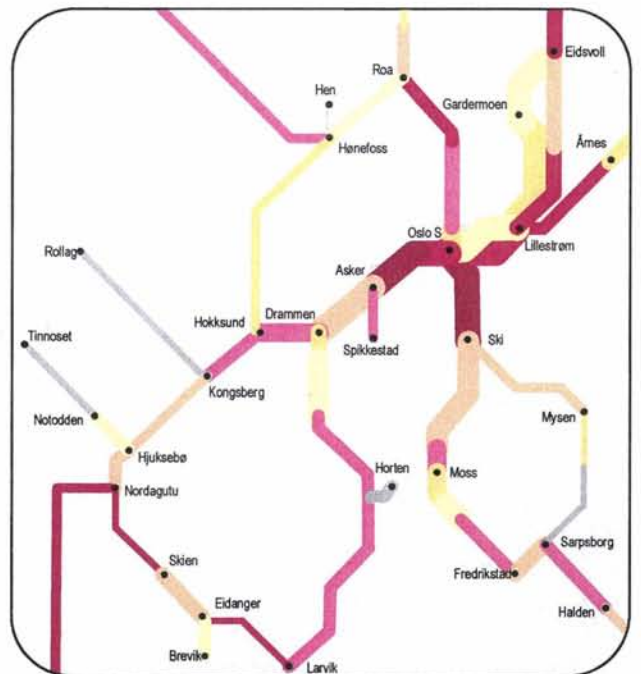 Eidsvoll
Roa
Hen
Gardermoen
Årnes
Hønefoss
Oslo S
Lillestrøm
Rollag
Asker
Hokksund
Drammen
Tinnoset
Spikkestad
Ski
Kongsberg
Notodden
Mysen
Hjuksebø
Horten
Moss
Nordagutu
Sarpsborg
Skien
Fredrikstad
Eidanger
Halden
Brevik
Larvik